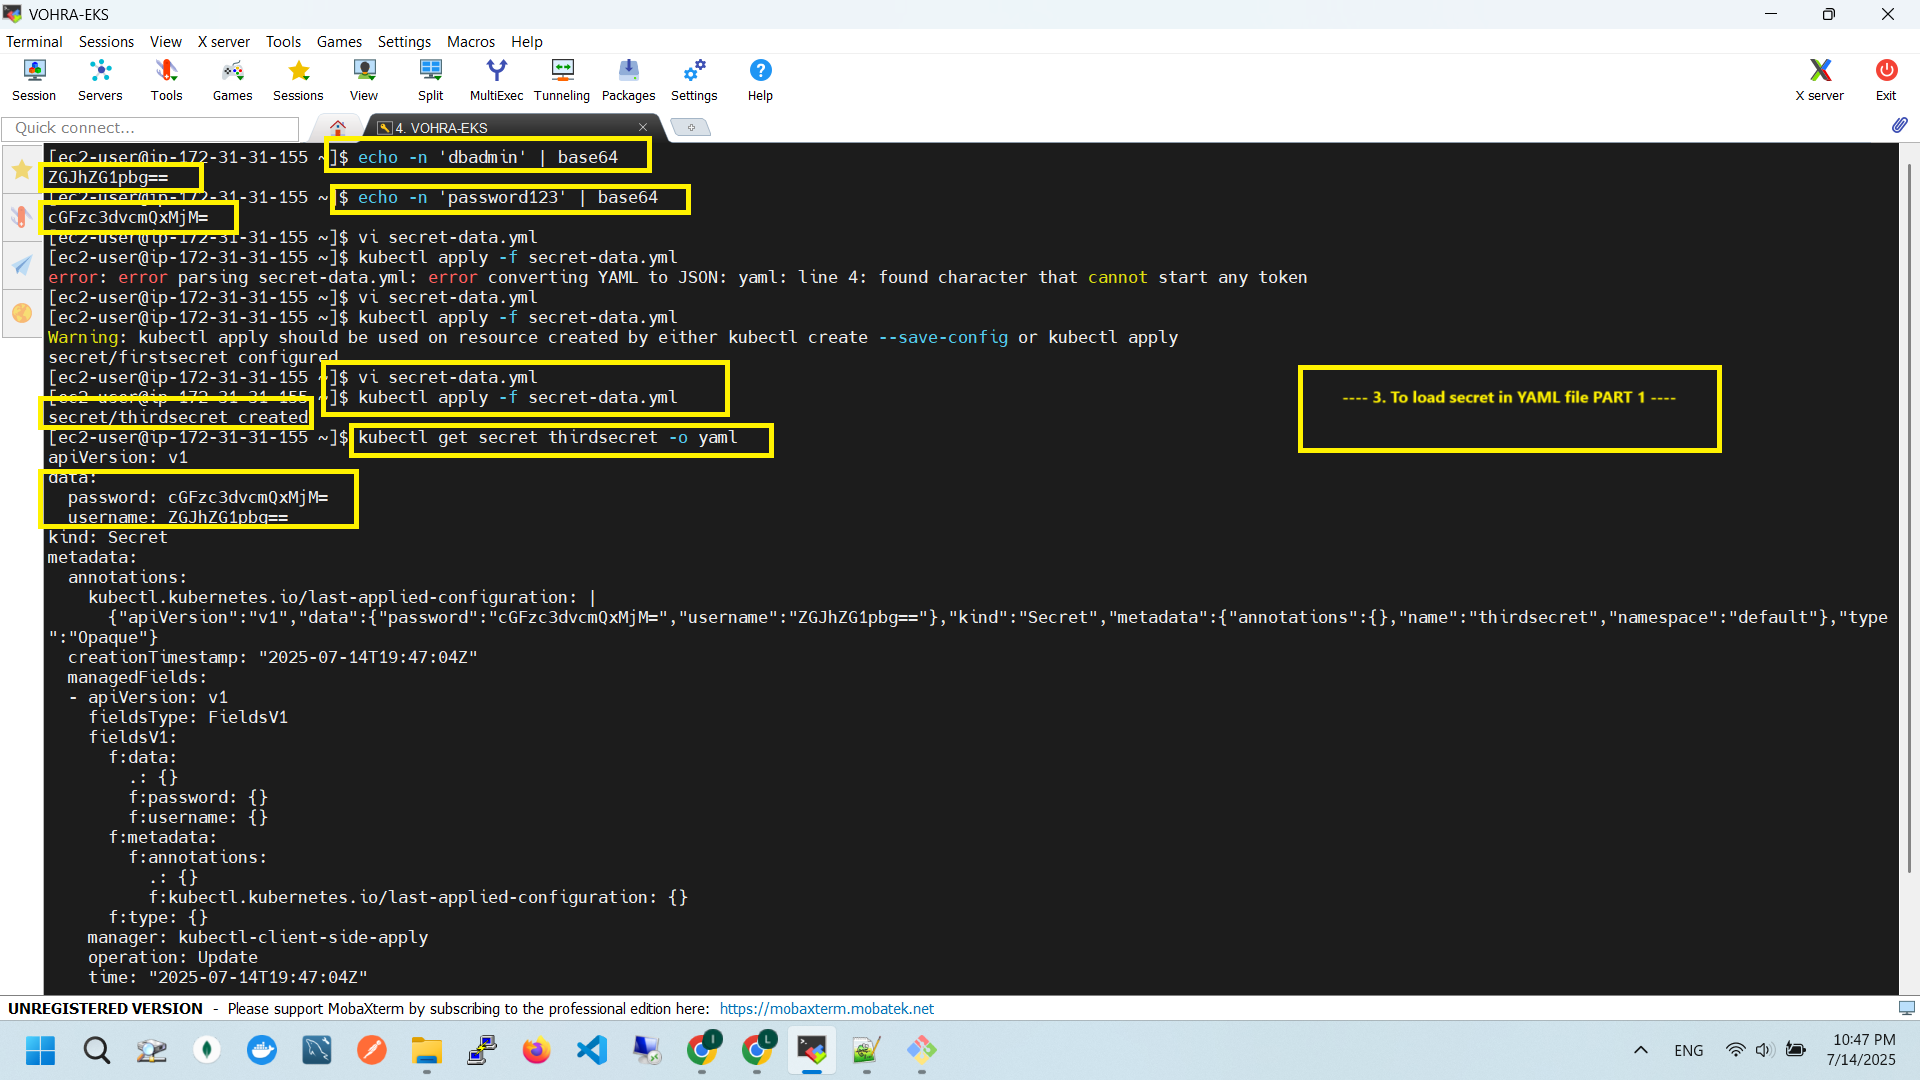 VOHRA-EKS
Terminal Sessions View X server Tools Games Settings Macros Help
Session Servers Tools Games Sessions View Split MultiExec Tunneling Packages Settings Help X server Exit
Quick connect...
4. VOHRA-EKS
[ec2-user@ip-172-31-31-155 ~]$ echo -n 'dbadmin' | base64
ZGJhZG1pbg==
[ec2-user@ip-172-31-31-155 ~]$ echo -n 'password123' | base64
cGFzc3dvcmQxMjM=
[ec2-user@ip-172-31-31-155 ~]$ vi secret-data.yml
[ec2-user@ip-172-31-31-155 ~]$ kubectl apply -f secret-data.yml
error: error parsing secret-data.yml: error converting YAML to JSON: yaml: line 4: found character that cannot start any token
[ec2-user@ip-172-31-31-155 ~]$ vi secret-data.yml
[ec2-user@ip-172-31-31-155 ~]$ kubectl apply -f secret-data.yml
Warning: kubectl apply should be used on resource created by either kubectl create --save-config or kubectl apply
secret/firstsecret configured
[ec2-user@ip-172-31-31-155 ~]$ vi secret-data.yml
[ec2-user@ip-172-31-31-155 ~]$ kubectl apply -f secret-data.yml
---- 3. To load secret in YAML file PART 1 ----
secret/thirdsecret created
[ec2-user@ip-172-31-31-155 ~]$ kubectl get secret thirdsecret -o yaml
apiVersion: v1
data:
  password: cGFzc3dvcmQxMjM=
  username: ZGJhZG1pbg==
kind: Secret
metadata:
  annotations:
    kubectl.kubernetes.io/last-applied-configuration: |
      {"apiVersion":"v1","data":{"password":"cGFzc3dvcmQxMjM=","username":"ZGJhZG1pbg=="},"kind":"Secret","metadata":{"annotations":{},"name":"thirdsecret","namespace":"default"},"type
":"Opaque"}
  creationTimestamp: "2025-07-14T19:47:04Z"
  managedFields:
  - apiVersion: v1
    fieldsType: FieldsV1
    fieldsV1:
      f:data:
        .: {}
        f:password: {}
        f:username: {}
      f:metadata:
        f:annotations:
          .: {}
          f:kubectl.kubernetes.io/last-applied-configuration: {}
      f:type: {}
    manager: kubectl-client-side-apply
    operation: Update
    time: "2025-07-14T19:47:04Z"
UNREGISTERED VERSION - Please support MobaXterm by subscribing to the professional edition here: https://mobaxterm.mobatek.net
I L ENG 10:47 PM
7/14/2025